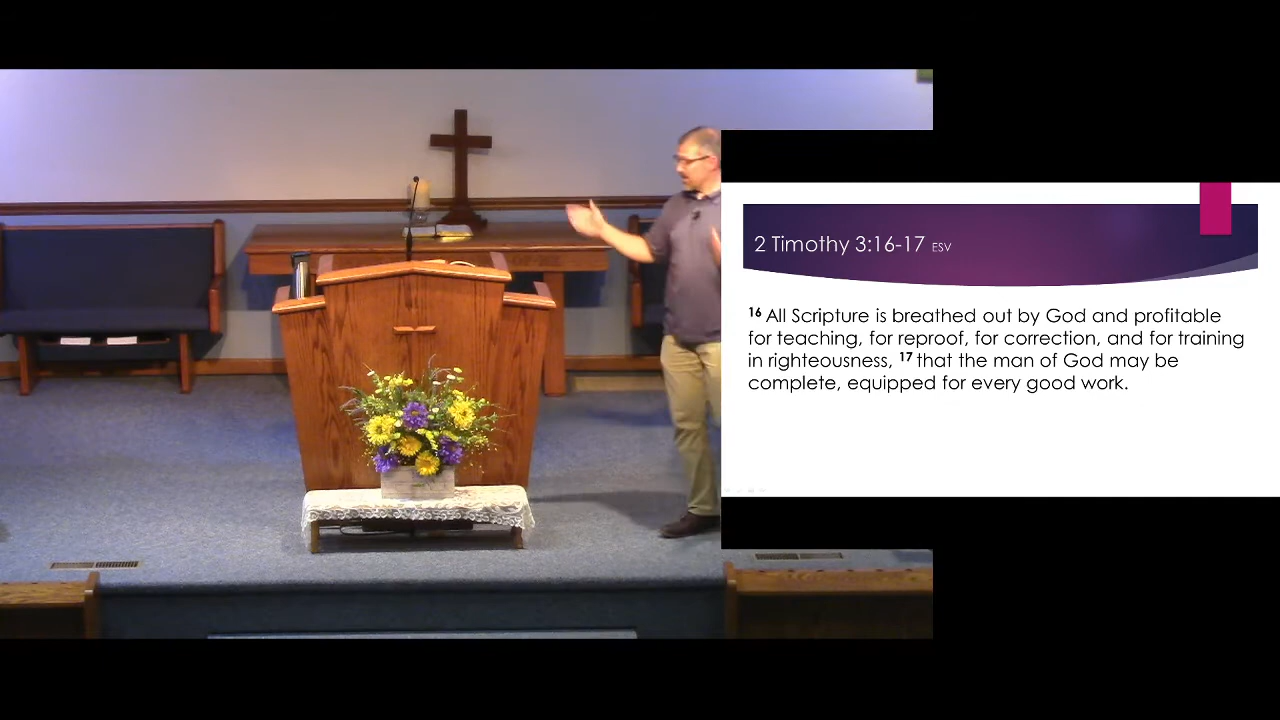 2 Timothy 3:16-17 ESV
16 All Scripture is breathed out by God and profitable
for teaching, for reproof, for correction, and for training
in righteousness, 17 that the man of God may be
complete, equipped for every good work.